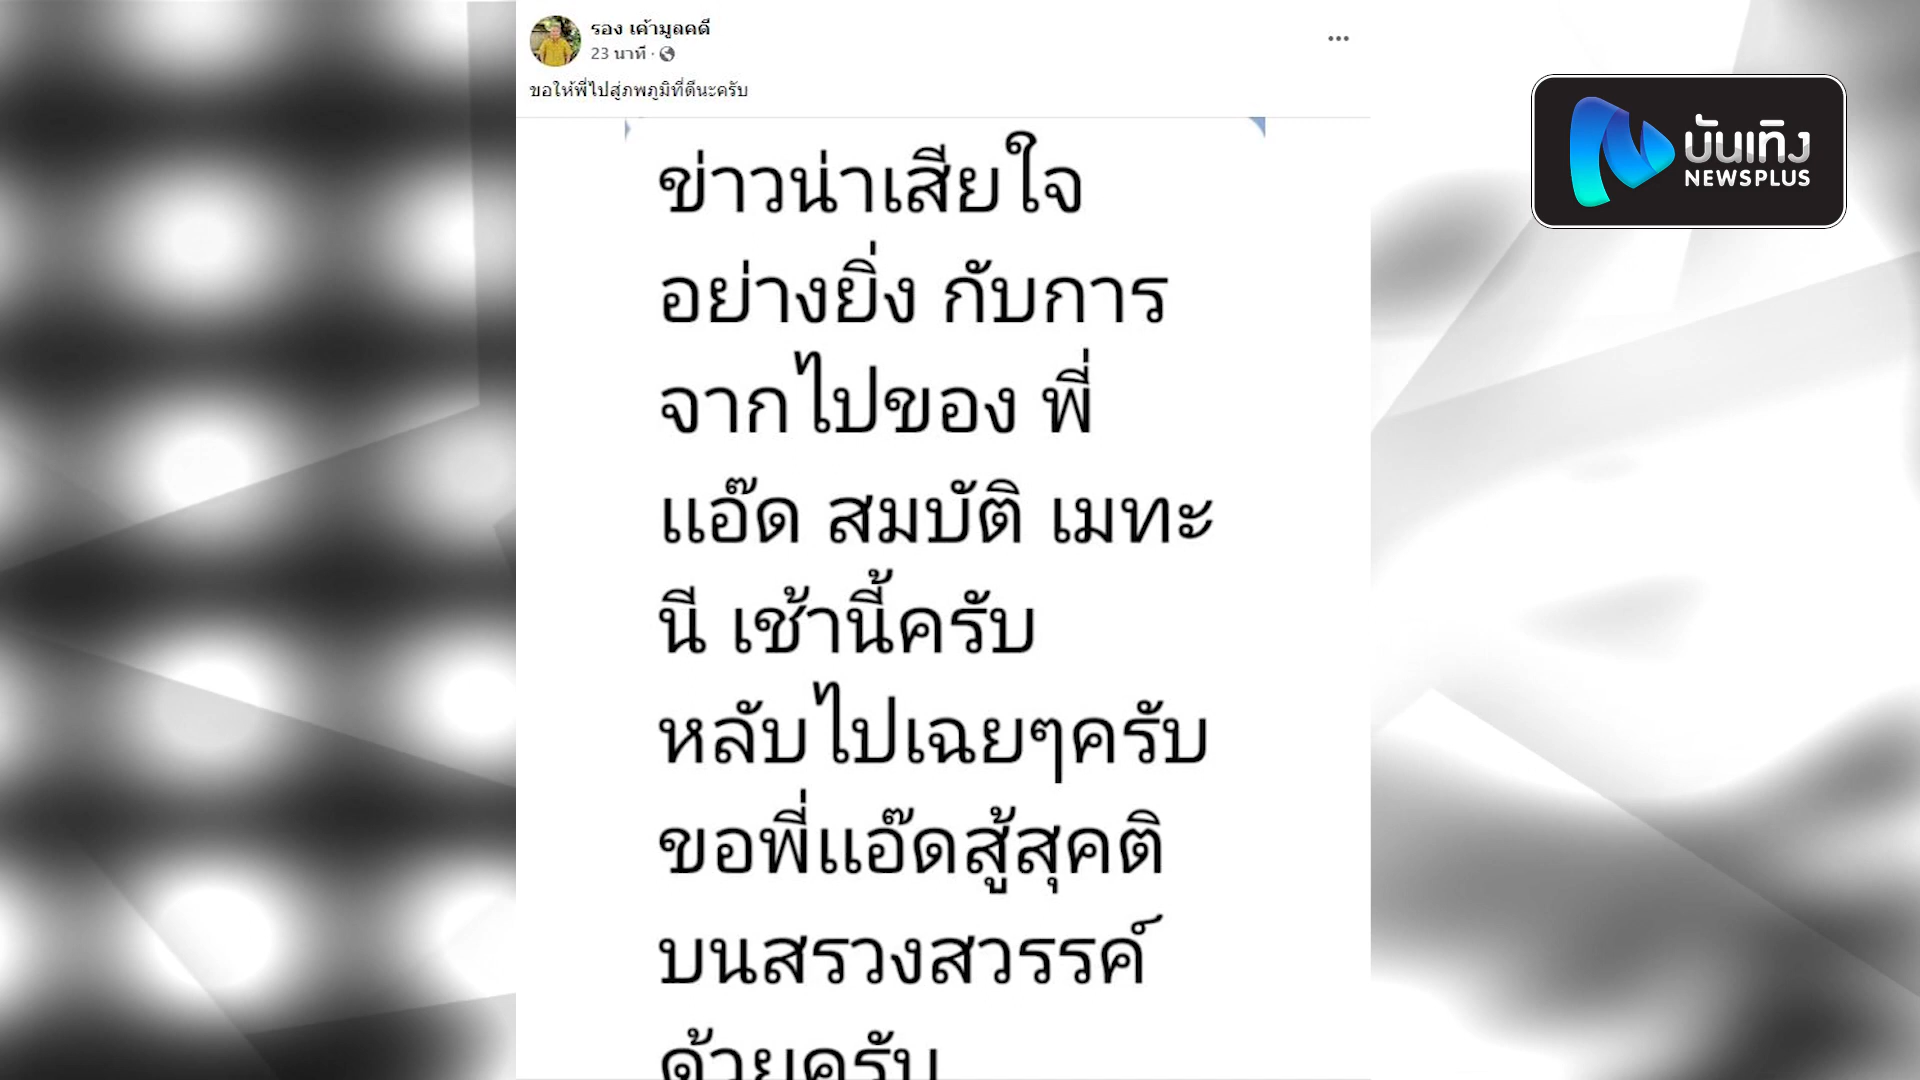 รอง เค้ามูลคดี
23 นาที ·
ขอให้พี่ไปสู่ภพภูมิที่ดีนะครับ
บันเทิง
NEWSPLUS
ข่าวน่าเสียใจ
อย่างยิ่ง กับการ
จากไปของ พี่
แอ๊ด สมบัติ เมทะ
นี เช้านี้ครับ
หลับไปเฉยๆครับ
ขอพี่แอ๊ดสู้สุคติ
บนสรวงสวรรค์
ด้วยครับ